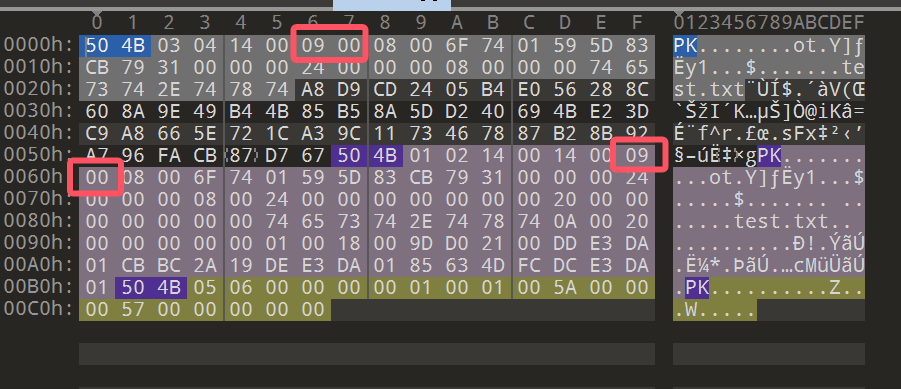 0 1 2 3 4 5 6 7 8 9 A B C D E F 0123456789ABCDEF
0000h: 50 4B 03 04 14 00 09 00 08 00 6F 74 01 59 5D 83 PK........ot.Y]ƒ
0010h: CB 79 31 00 00 00 24 00 00 00 08 00 00 00 74 65 Ëy1...$.......te
0020h: 73 74 2E 74 78 74 A8 D9 CD 24 05 B4 E0 56 28 8C st.txt¨ÙÍ$.´àV(Œ
0030h: 60 8A 9E 49 B4 4B 85 B5 8A 5D D2 40 69 4B E2 3D `ŠžI´K…µŠ]Ò@iKâ=
0040h: C9 A8 66 5E 72 1C A3 9C 11 73 46 78 87 B2 8B 92 É¨f^r.£œ.sFx‡²‹’
0050h: A7 96 FA CB 87 D7 67 50 4B 01 02 14 00 14 00 09 §–úË‡×gPK.......
0060h: 00 08 00 6F 74 01 59 5D 83 CB 79 31 00 00 00 24 ...ot.Y]ƒËy1...$
0070h: 00 00 00 08 00 24 00 00 00 00 00 00 00 20 00 00 .....$....... ..
0080h: 00 00 00 00 00 74 65 73 74 2E 74 78 74 0A 00 20 .....test.txt..
0090h: 00 00 00 00 00 01 00 18 00 9D D0 21 00 DD E3 DA ..........Ð!.ÝãÚ
00A0h: 01 CB BC 2A 19 DE E3 DA 01 85 63 4D FC DC E3 DA .Ë¼*.ÞãÚ.…cMüÜãÚ
00B0h: 01 50 4B 05 06 00 00 00 00 01 00 01 00 5A 00 00 .PK..........Z..
00C0h: 00 57 00 00 00 00 00 .W.....